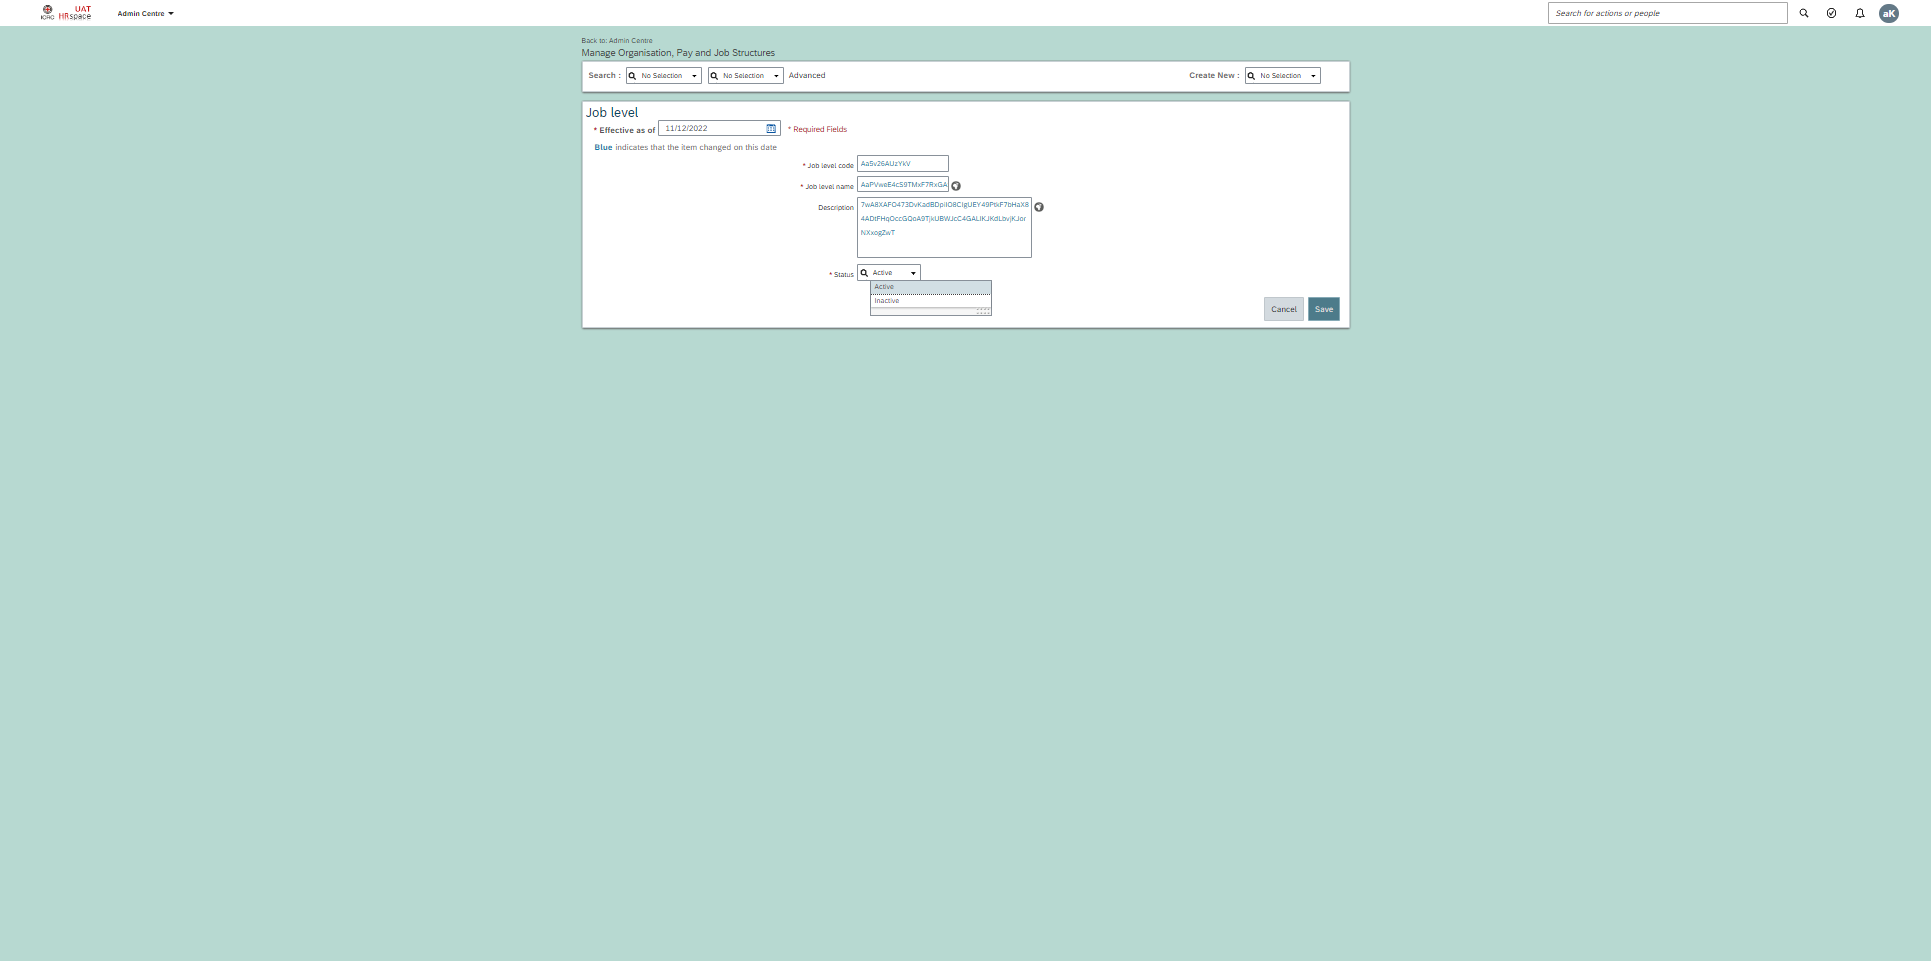 ICRC
UAT
HRspace
Admin Centre
Search for actions or people
aK
Back to: Admin Centre
Manage Organisation, Pay and Job Structures
Search : No Selection No Selection Advanced
Create New : No Selection
Job level
* Effective as of 11/12/2022 * Required Fields
Blue indicates that the item changed on this date
* Job level code
* Job level name
Description
NXxogZwT
* Status Active
Active
Inactive
Cancel Save